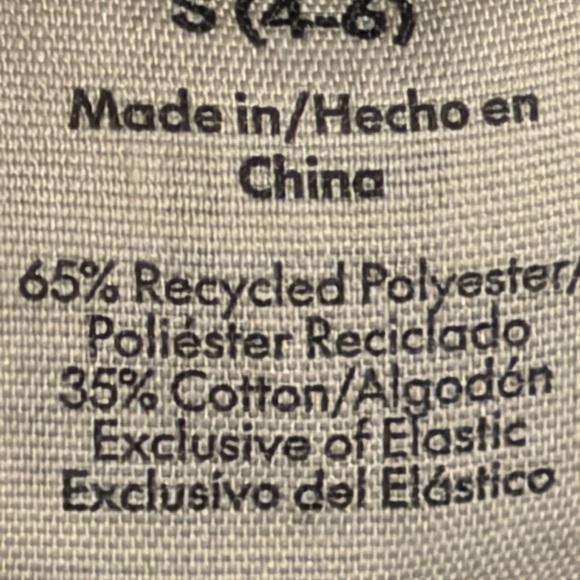 S (4-6)
Made in/Hecho en
China
65% Recycled Polyester/
Poliéster Reciclado
35% Cotton/Algodón
Exclusive of Elastic
Exclusivo del Elástico